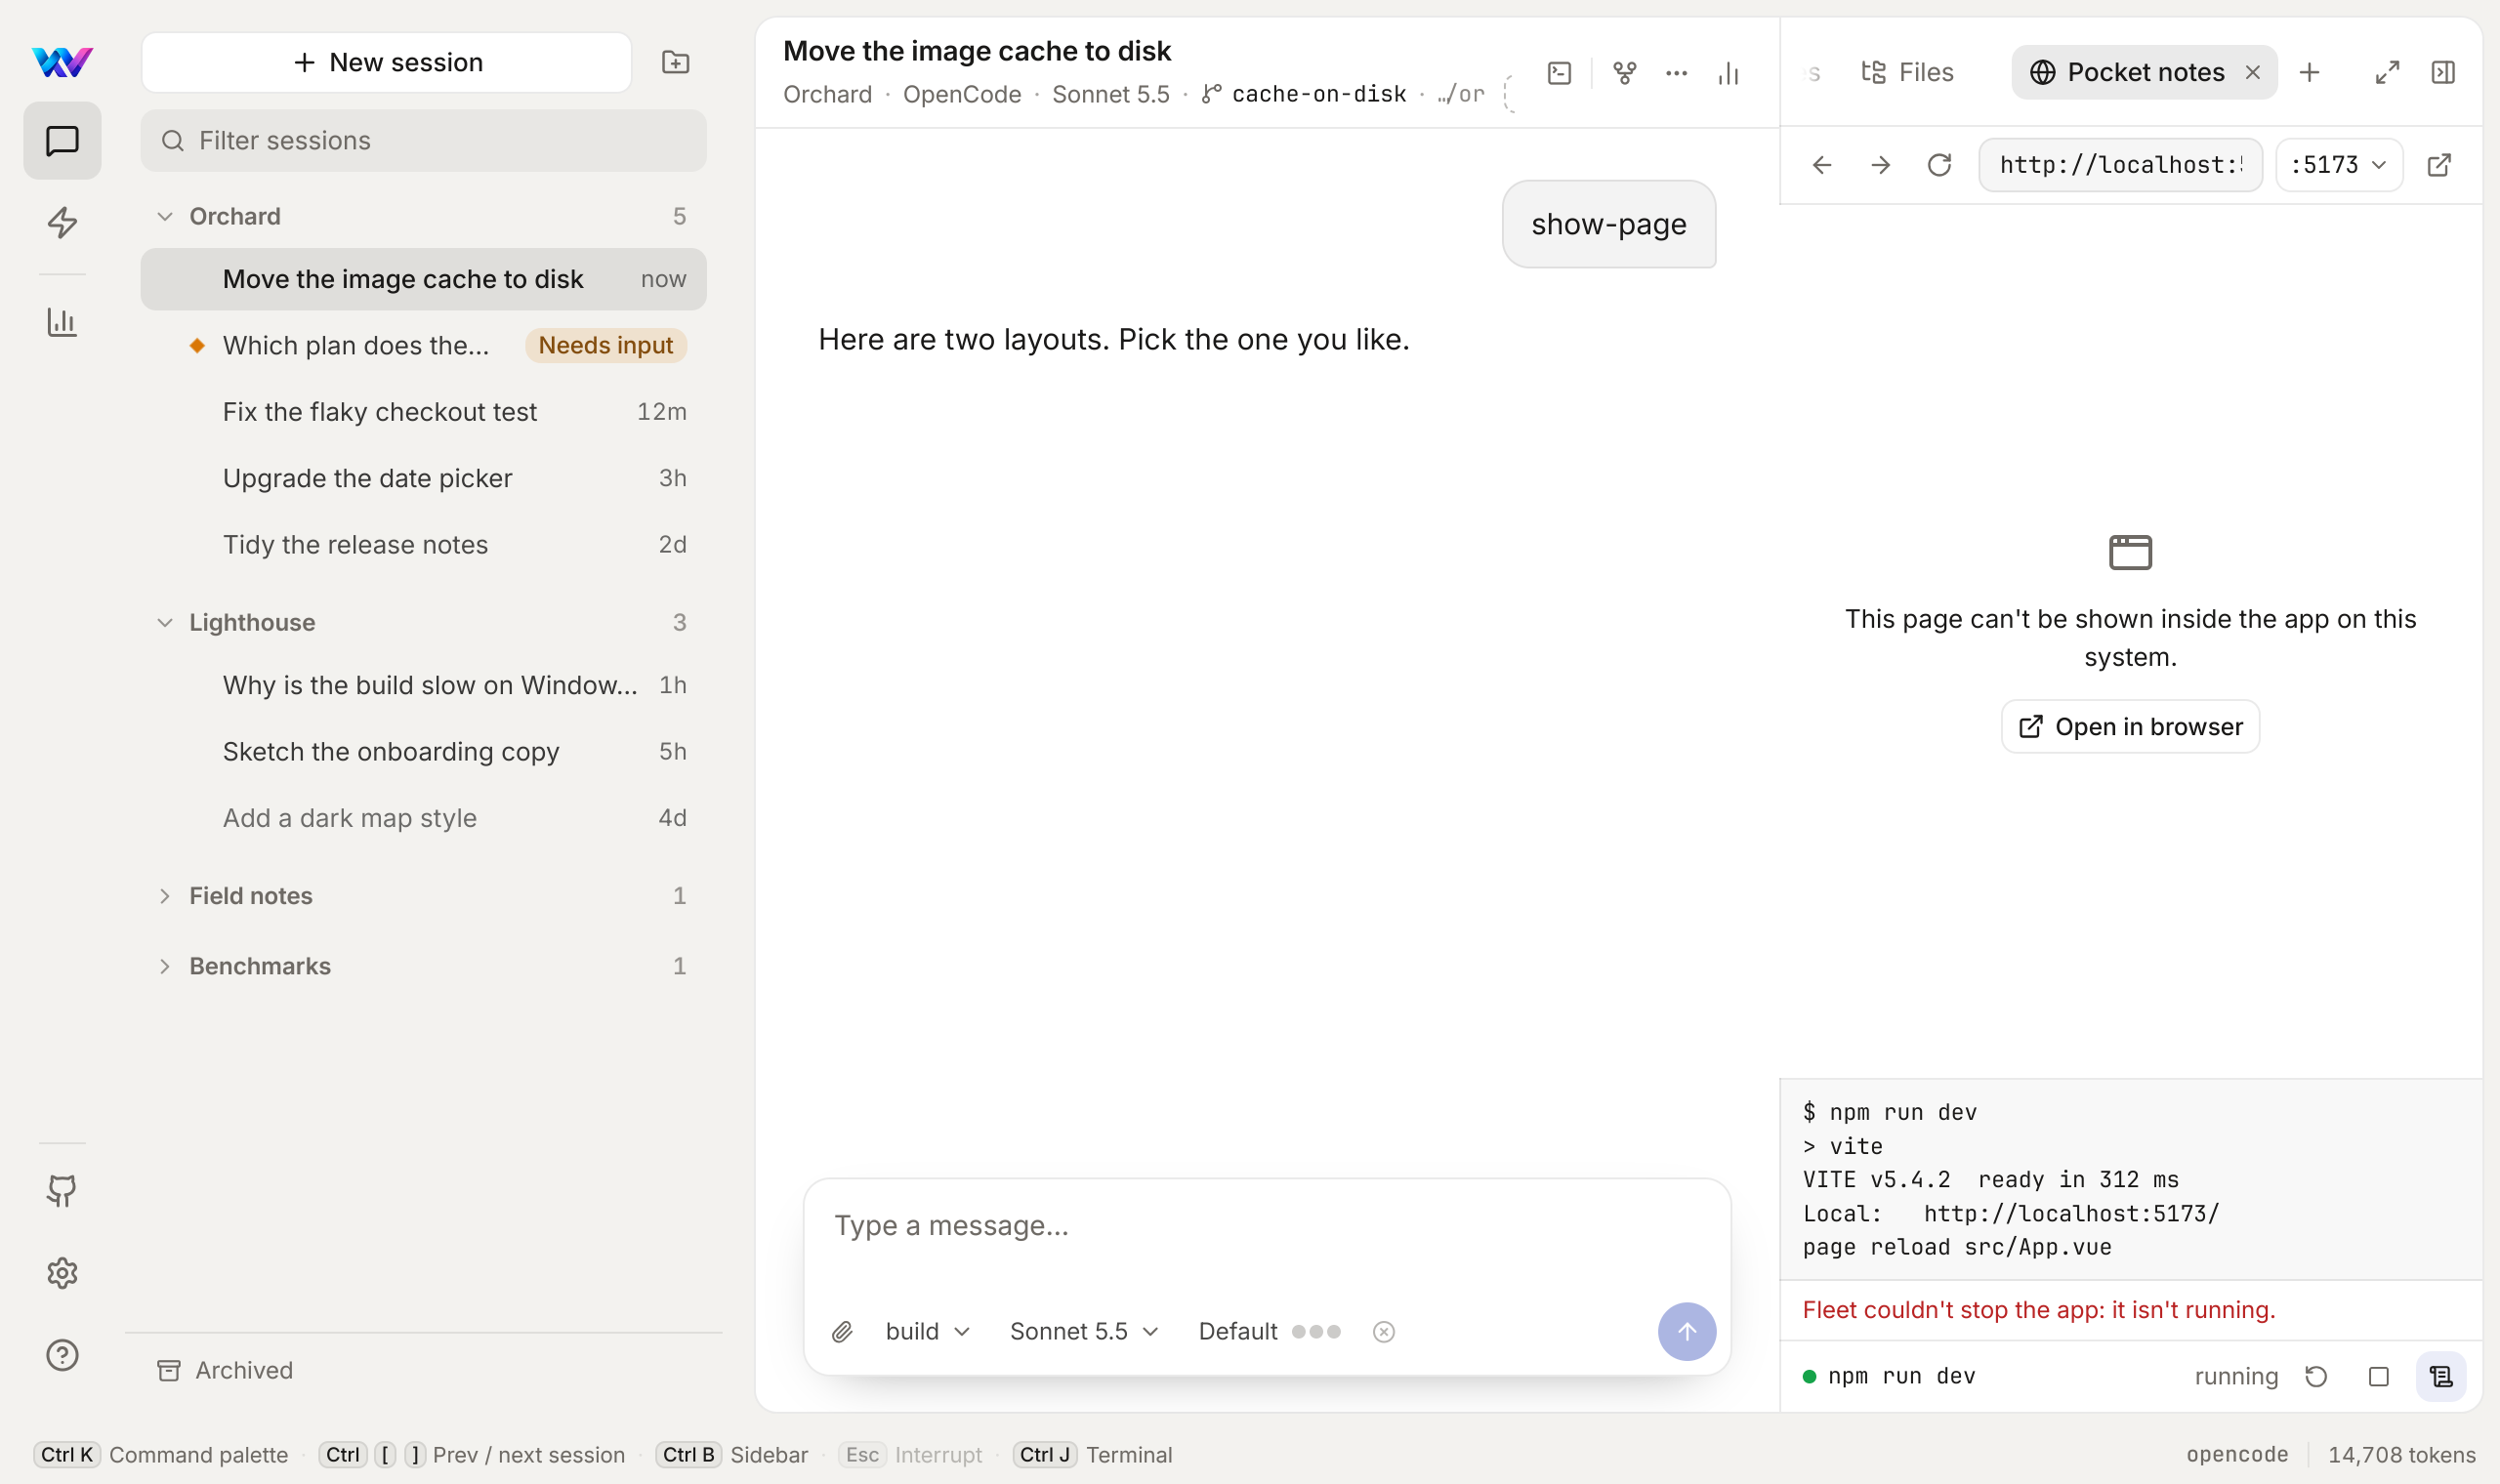 New session
Filter sessions
Orchard 5
Move the image cache to disk now
Which plan does the... Needs input
Fix the flaky checkout test 12m
Upgrade the date picker 3h
Tidy the release notes 2d
Lighthouse 3
Why is the build slow on Window... 1h
Sketch the onboarding copy 5h
Add a dark map style 4d
Field notes 1
Benchmarks 1
Archived
Move the image cache to disk
Orchard · OpenCode · Sonnet 5.5 · cache-on-disk · …/or
show-page
Here are two layouts. Pick the one you like.
Type a message...
build Sonnet 5.5 Default
s Files Pocket notes
http://localhost: :5173
This page can't be shown inside the app on this
system.
Open in browser
$ npm run dev
> vite
VITE v5.4.2 ready in 312 ms
Local: http://localhost:5173/
page reload src/App.vue
Fleet couldn't stop the app: it isn't running.
npm run dev running
Ctrl K Command palette · Ctrl [ ] Prev / next session · Ctrl B Sidebar · Esc Interrupt · Ctrl J Terminal
opencode 14,708 tokens